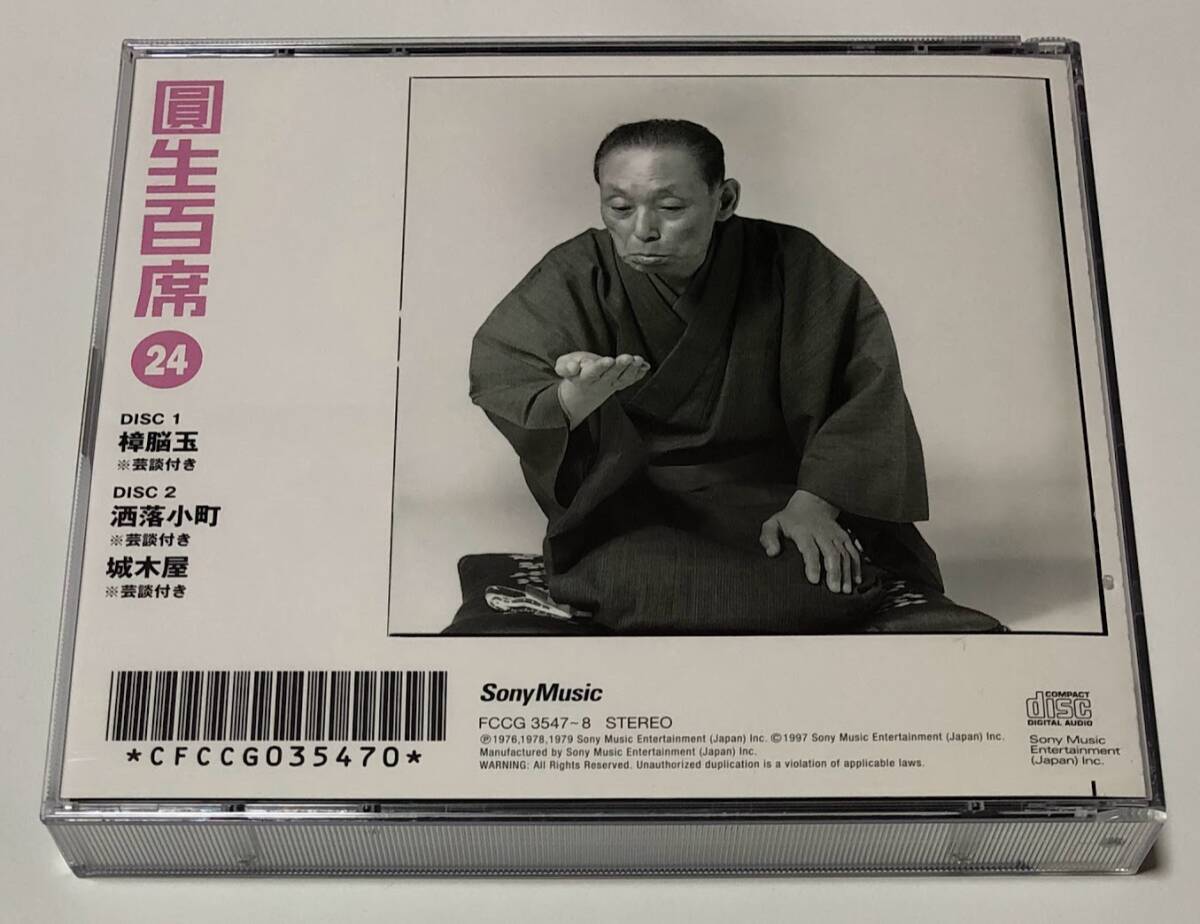 圓生百席
24
DISC 1
樟脳玉
※芸談付き
DISC 2
洒落小町
※芸談付き
城木屋
※芸談付き
*CFCCG035470*
SonyMusic
FCCG 3547~8 STEREO
Ⓟ1976,1978,1979 Sony Music Entertainment (Japan) Inc. ©1997 Sony Music Entertainment (Japan) Inc.
Manufactured by Sony Music Entertainment (Japan) Inc.
WARNING: All Rights Reserved. Unauthorized duplication is a violation of applicable laws.
COMPACT
disc
DIGITAL AUDIO
Sony Music
Entertainment
(Japan) Inc.